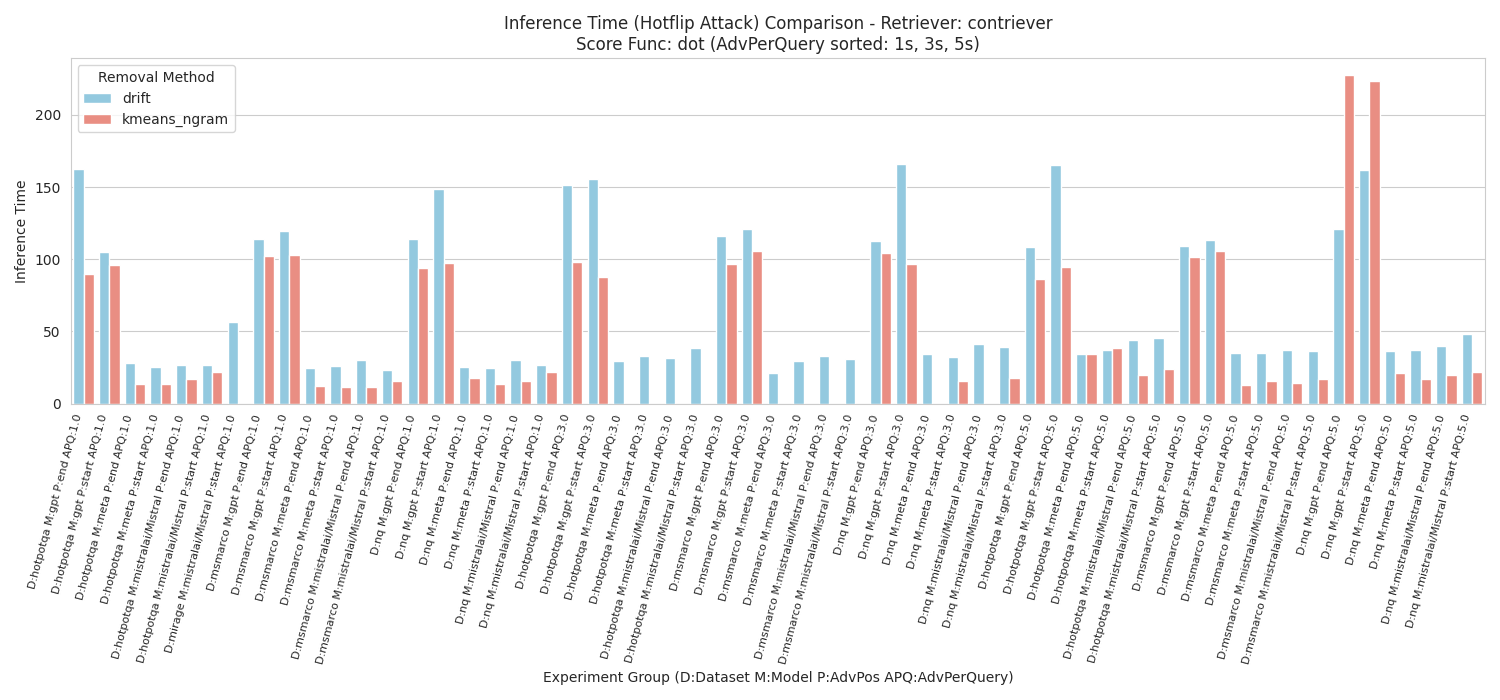 Inference Time (Hotflip Attack) Comparison - Retriever: contriever
Score Func: dot (AdvPerQuery sorted: 1s, 3s, 5s)
Removal Method
drift
kmeans_ngram
Inference Time
200
150
100
50
0
D:hotpotqa M:gpt P:end APQ:1.0
D:hotpotqa M:gpt P:start APQ:1.0
D:hotpotqa M:meta P:end APQ:1.0
D:hotpotqa M:meta P:start APQ:1.0
D:hotpotqa M:mistralai/Mistral P:end APQ:1.0
D:hotpotqa M:mistralai/Mistral P:start APQ:1.0
D:mirage M:mistralai/Mistral P:start APQ:1.0
D:msmarco M:gpt P:end APQ:1.0
D:msmarco M:gpt P:start APQ:1.0
D:msmarco M:meta P:end APQ:1.0
D:msmarco M:meta P:start APQ:1.0
D:msmarco M:mistralai/Mistral P:end APQ:1.0
D:msmarco M:mistralai/Mistral P:start APQ:1.0
D:nq M:gpt P:end APQ:1.0
D:nq M:gpt P:start APQ:1.0
D:nq M:meta P:end APQ:1.0
D:nq M:meta P:start APQ:1.0
D:nq M:mistralai/Mistral P:end APQ:1.0
D:nq M:mistralai/Mistral P:start APQ:1.0
D:hotpotqa M:gpt P:end APQ:3.0
D:hotpotqa M:gpt P:start APQ:3.0
D:hotpotqa M:meta P:end APQ:3.0
D:hotpotqa M:meta P:start APQ:3.0
D:hotpotqa M:mistralai/Mistral P:end APQ:3.0
D:hotpotqa M:mistralai/Mistral P:start APQ:3.0
D:msmarco M:gpt P:end APQ:3.0
D:msmarco M:gpt P:start APQ:3.0
D:msmarco M:meta P:end APQ:3.0
D:msmarco M:meta P:start APQ:3.0
D:msmarco M:mistralai/Mistral P:end APQ:3.0
D:msmarco M:mistralai/Mistral P:start APQ:3.0
D:nq M:gpt P:end APQ:3.0
D:nq M:gpt P:start APQ:3.0
D:nq M:meta P:end APQ:3.0
D:nq M:meta P:start APQ:3.0
D:nq M:mistralai/Mistral P:end APQ:3.0
D:nq M:mistralai/Mistral P:start APQ:3.0
D:hotpotqa M:gpt P:end APQ:5.0
D:hotpotqa M:gpt P:start APQ:5.0
D:hotpotqa M:meta P:end APQ:5.0
D:hotpotqa M:meta P:start APQ:5.0
D:hotpotqa M:mistralai/Mistral P:end APQ:5.0
D:hotpotqa M:mistralai/Mistral P:start APQ:5.0
D:msmarco M:gpt P:end APQ:5.0
D:msmarco M:gpt P:start APQ:5.0
D:msmarco M:meta P:end APQ:5.0
D:msmarco M:meta P:start APQ:5.0
D:msmarco M:mistralai/Mistral P:end APQ:5.0
D:msmarco M:mistralai/Mistral P:start APQ:5.0
D:nq M:gpt P:end APQ:5.0
D:nq M:gpt P:start APQ:5.0
D:nq M:meta P:end APQ:5.0
D:nq M:meta P:start APQ:5.0
D:nq M:mistralai/Mistral P:end APQ:5.0
D:nq M:mistralai/Mistral P:start APQ:5.0
Experiment Group (D:Dataset M:Model P:AdvPos APQ:AdvPerQuery)